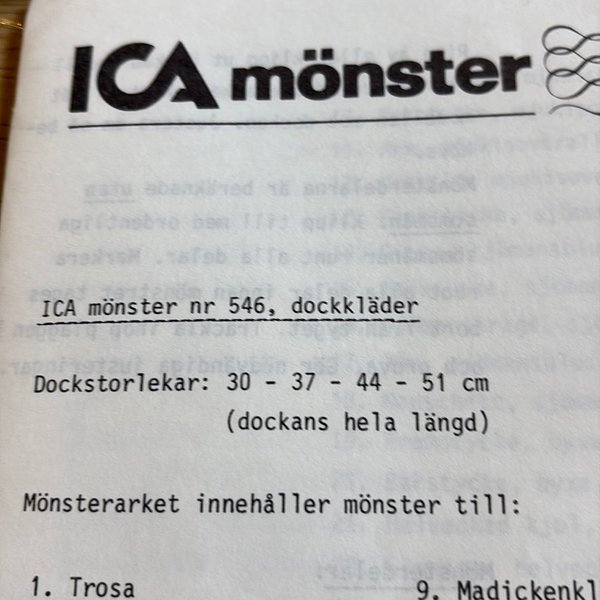 ICA mönster
ICA mönster nr 546, dockkläder
Dockstorlekar: 30 - 37 - 44 - 51 cm
(dockans hela längd)
Mönsterarket innehåller mönster till:
1. Trosa
9. Madickenkl